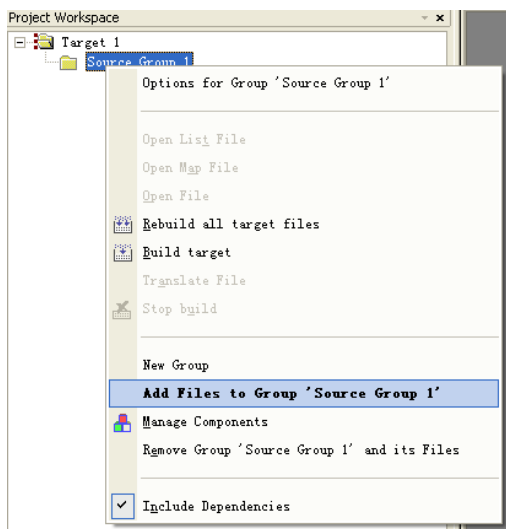 Project Workspace
Target 1
Source Group 1
Options for Group 'Source Group 1'
Open List File
Open Map File
Open File
Rebuild all target files
Build target
Translate File
Stop build
New Group
Add Files to Group 'Source Group 1'
Manage Components
Remove Group 'Source Group 1' and its Files
Include Dependencies